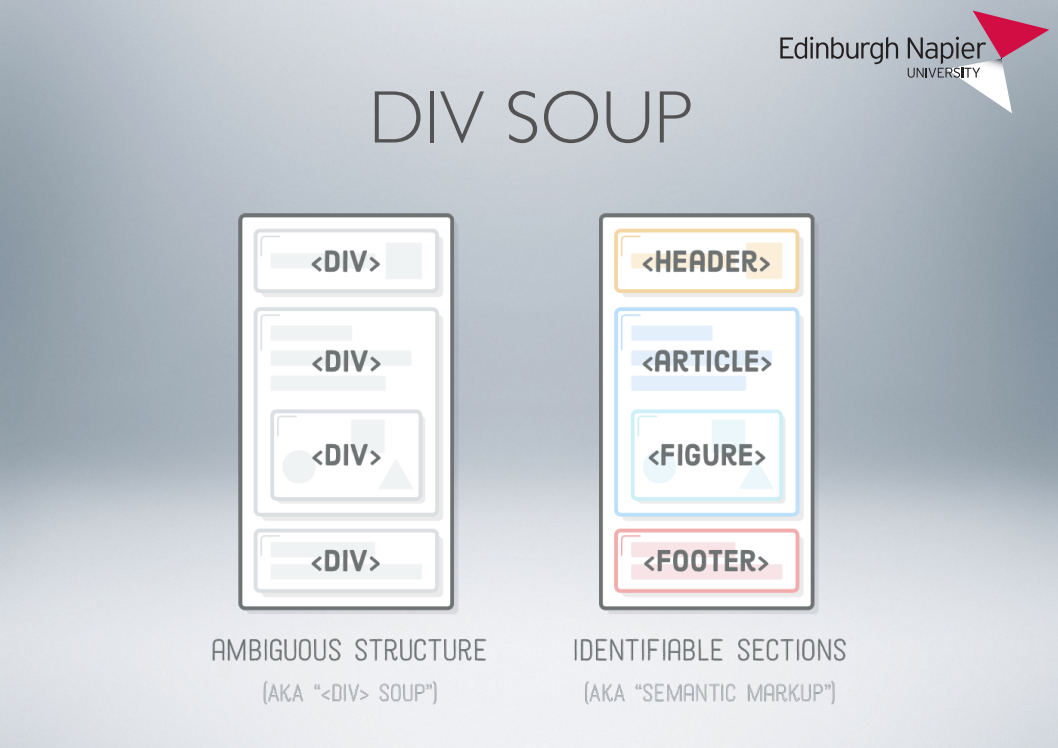 Edinburgh Napier
UNIVERSITY
DIV SOUP
<DIV>
<DIV>
<DIV>
<DIV>
AMBIGUOUS STRUCTURE
(AKA “<DIV> SOUP”)
<HEADER>
<ARTICLE>
<FIGURE>
<FOOTER>
IDENTIFIABLE SECTIONS
(AKA “SEMANTIC MARKUP”)